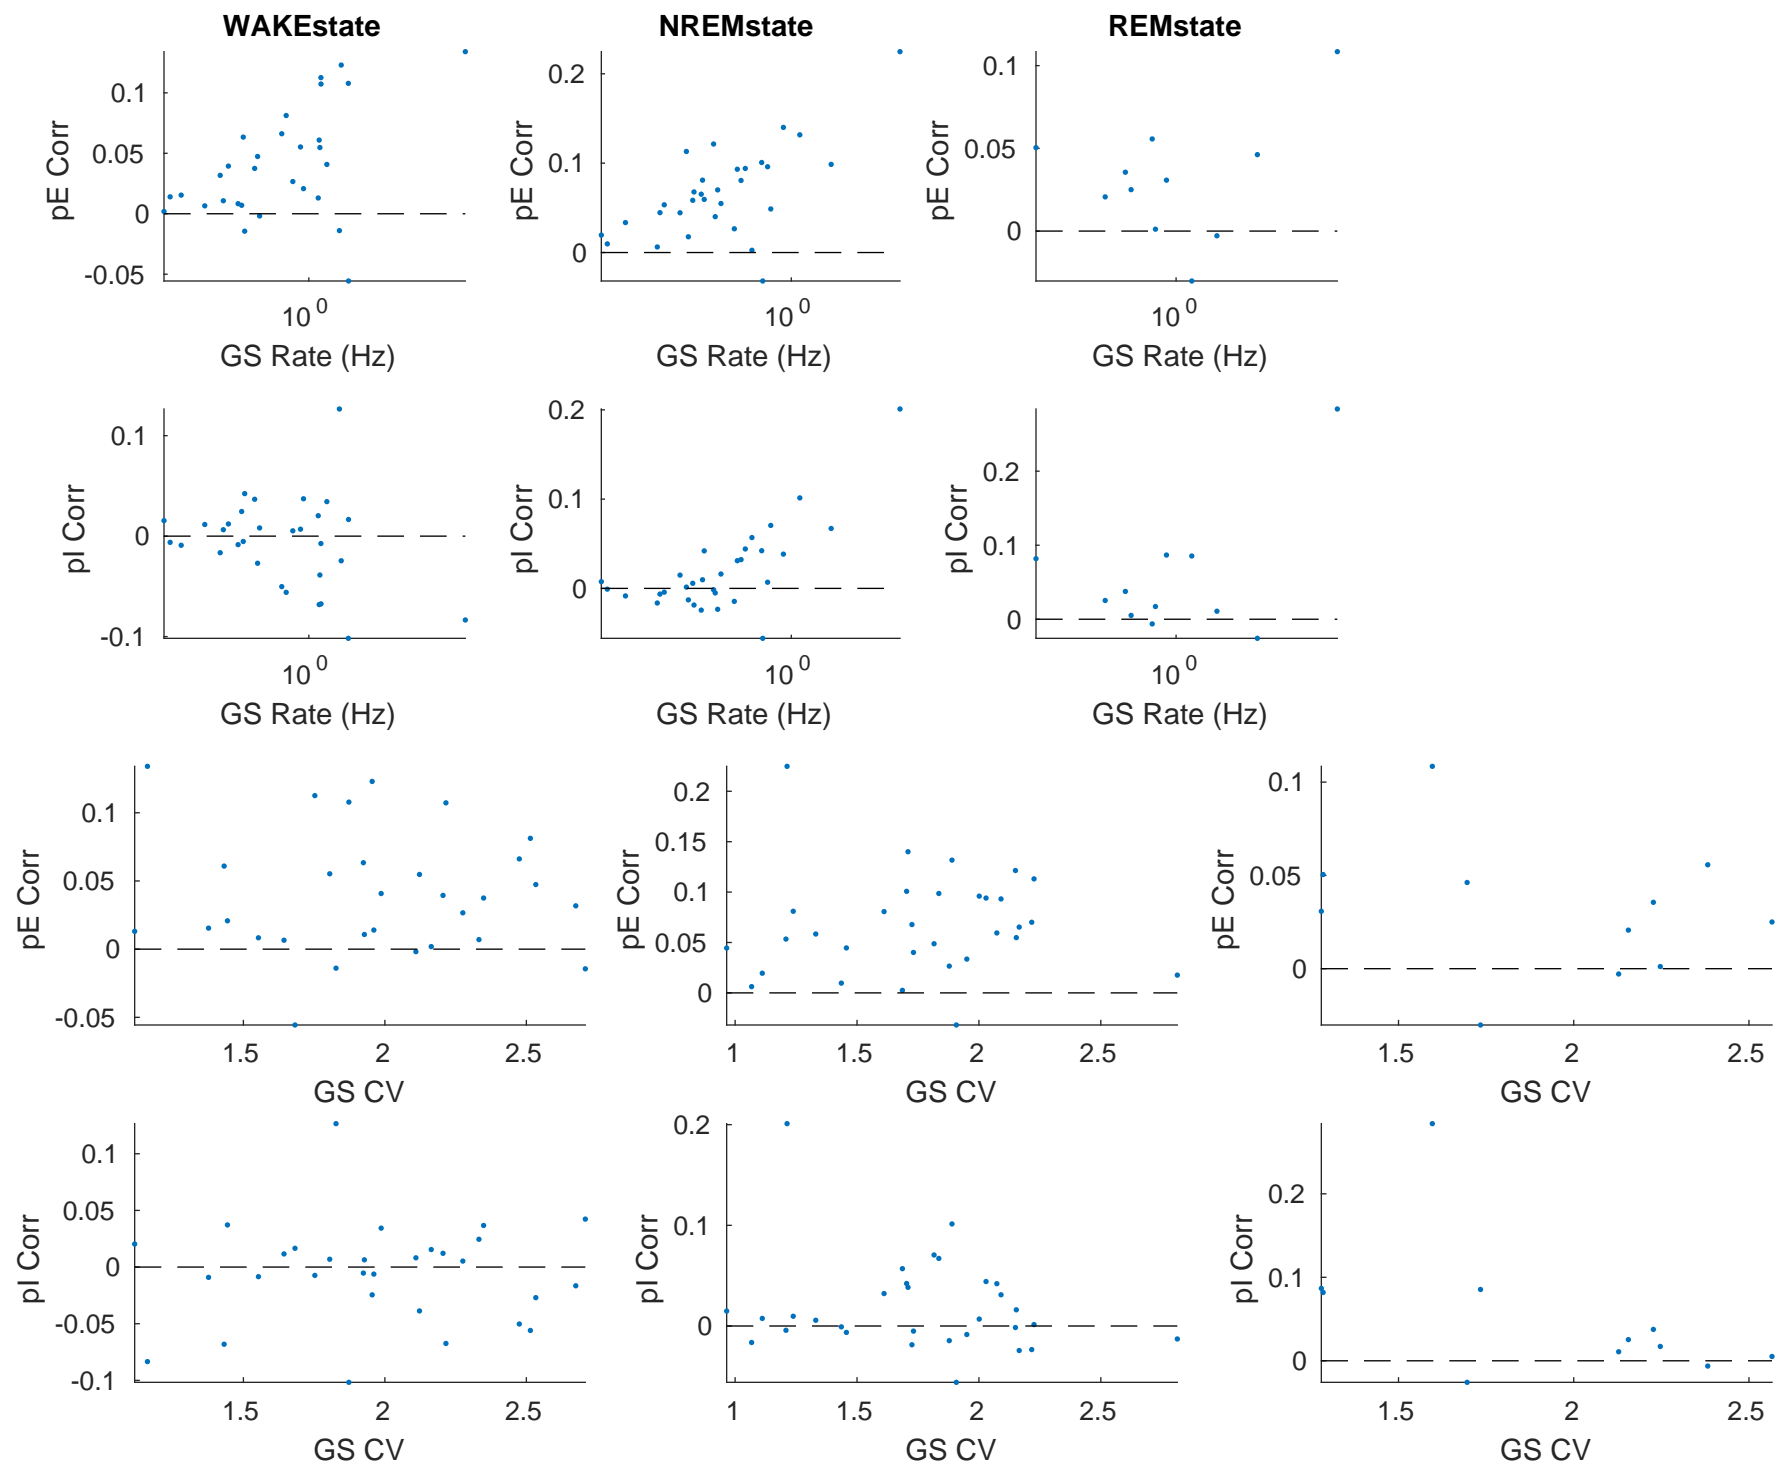 WAKEstate NREMstate REMstate
0.1 0.05 0 -0.05 pE Corr 10^0 GS Rate (Hz)
0.2 0.1 0 pE Corr 10^0 GS Rate (Hz)
0.1 0.05 0 pE Corr 10^0 GS Rate (Hz)
0.1 0 -0.1 pI Corr 10^0 GS Rate (Hz)
0.2 0.1 0 pI Corr 10^0 GS Rate (Hz)
0.2 0.1 0 pI Corr 10^0 GS Rate (Hz)
0.1 0.05 0 -0.05 pE Corr 1.5 2 2.5 GS CV
0.2 0.15 0.1 0.05 0 pE Corr 1 1.5 2 2.5 GS CV
0.1 0.05 0 pE Corr 1.5 2 2.5 GS CV
0.1 0.05 0 -0.05 -0.1 pI Corr 1.5 2 2.5 GS CV
0.2 0.1 0 pI Corr 1 1.5 2 2.5 GS CV
0.2 0.1 0 pI Corr 1.5 2 2.5 GS CV